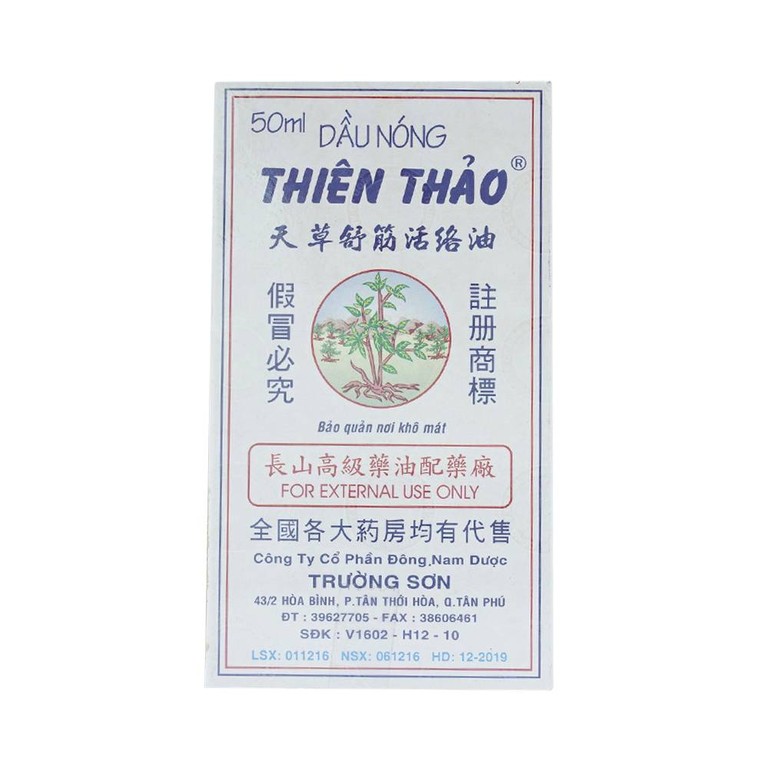 50ml DẦU NÓNG
THIÊN THẢO®
天草舒筋活络油
假冒必究
註册商標
Bảo quản nơi khô mát
長山高級藥油配藥廠
FOR EXTERNAL USE ONLY
全國各大药房均有代售
Công Ty Cổ Phần Đông Nam Dược
TRƯỜNG SƠN
43/2 HÒA BÌNH, P.TÂN THỚI HÒA, Q.TÂN PHÚ
ĐT : 39627705 - FAX : 38606461
SĐK : V1602 - H12 - 10
LSX: 011216 NSX: 061216 HD: 12-2019